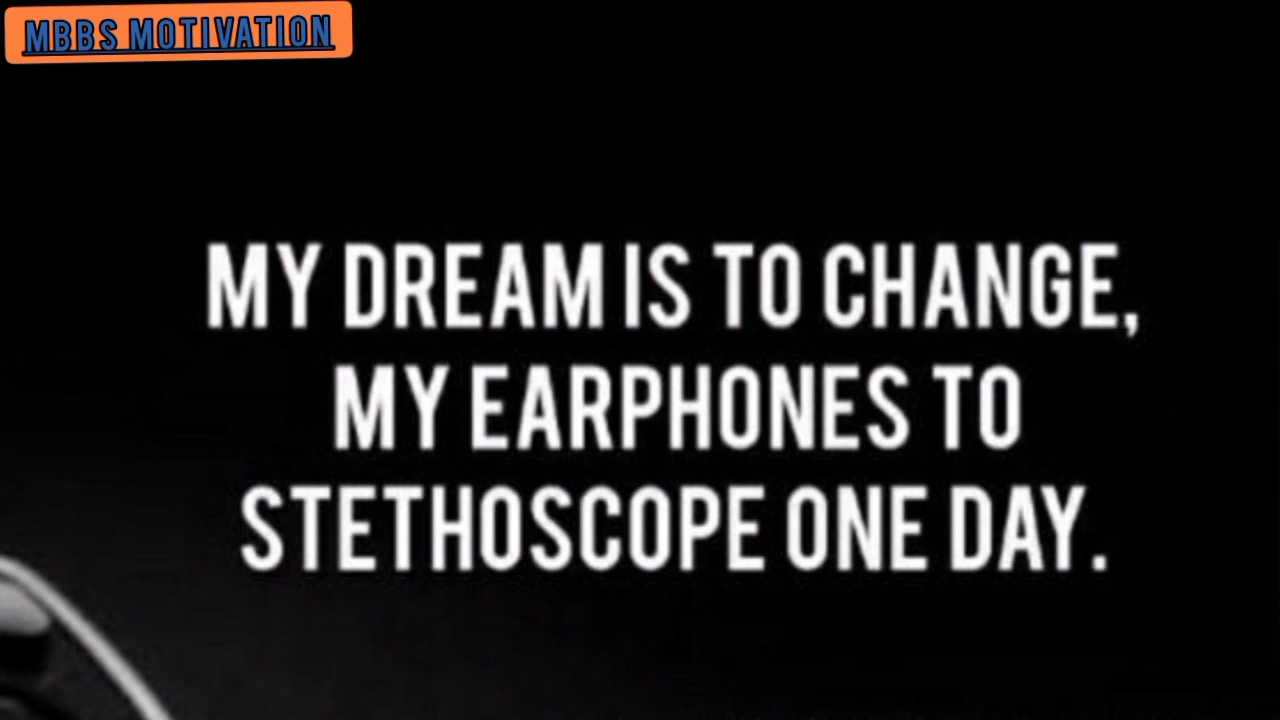 MBBS MOTIVATION
MY DREAM IS TO CHANGE,
MY EARPHONES TO
STETHOSCOPE ONE DAY.